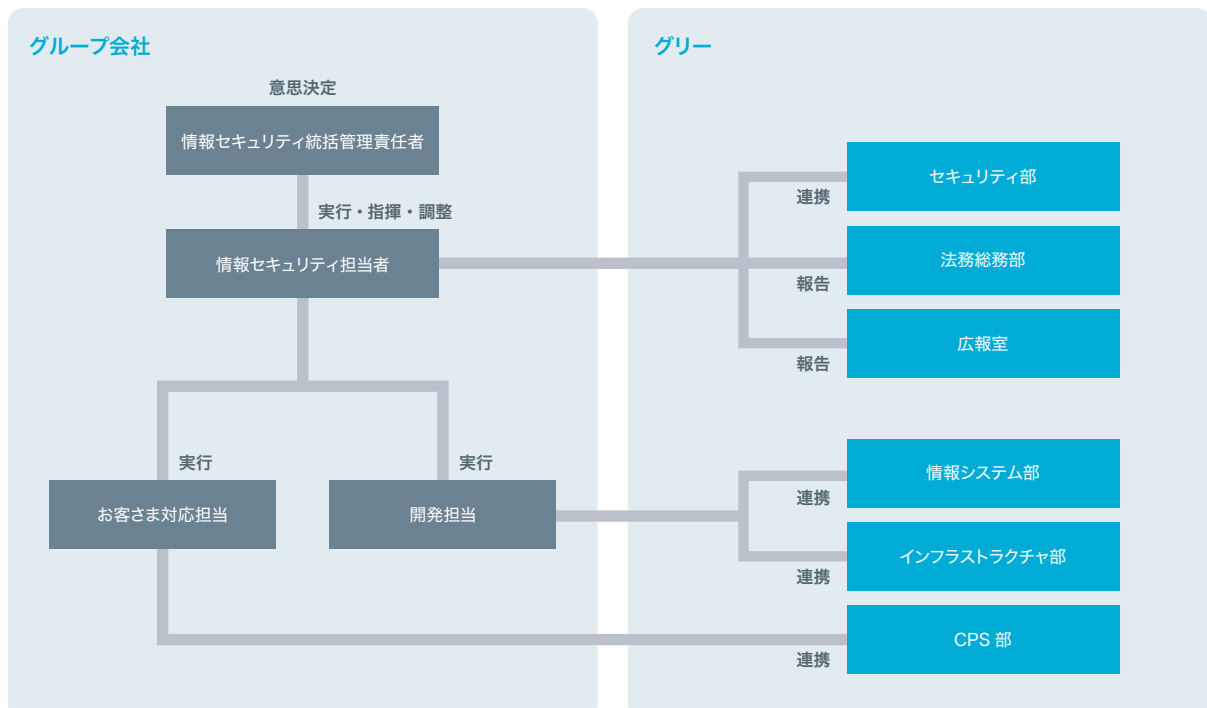 グループ会社
意思決定
情報セキュリティ統括管理責任者
実行・指揮・調整
情報セキュリティ担当者
実行
実行
お客さま対応担当
開発担当
グリー
セキュリティ部
連携
法務総務部
報告
広報室
報告
情報システム部
連携
インフラストラクチャ部
連携
CPS 部
連携